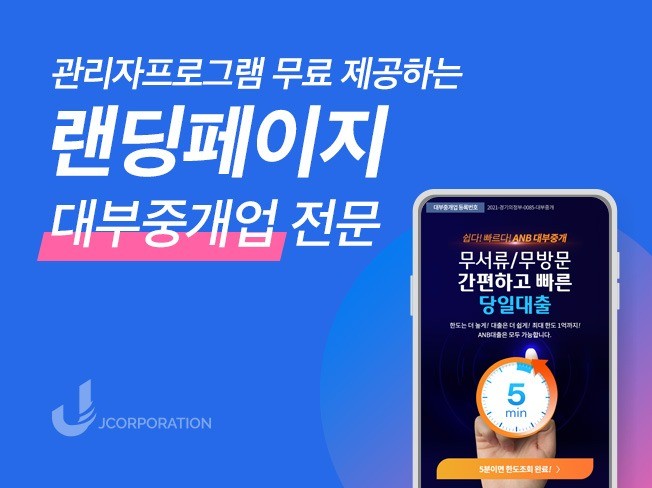 관리자프로그램 무료 제공하는
랜딩페이지
대부중개업 전문
대부중개업 등록번호 2021-경기의정부-0085-대부중개
쉽다! 빠르다! ANB 대부중개
무서류/무방문
간편하고 빠른
당일대출
한도는 더 높게! 대출은 더 쉽게! 최대 한도 1억까지!
ANB대출은 모두 가능합니다.
5
min
5분이면 한도조회 완료! 〉
JCORPORATION